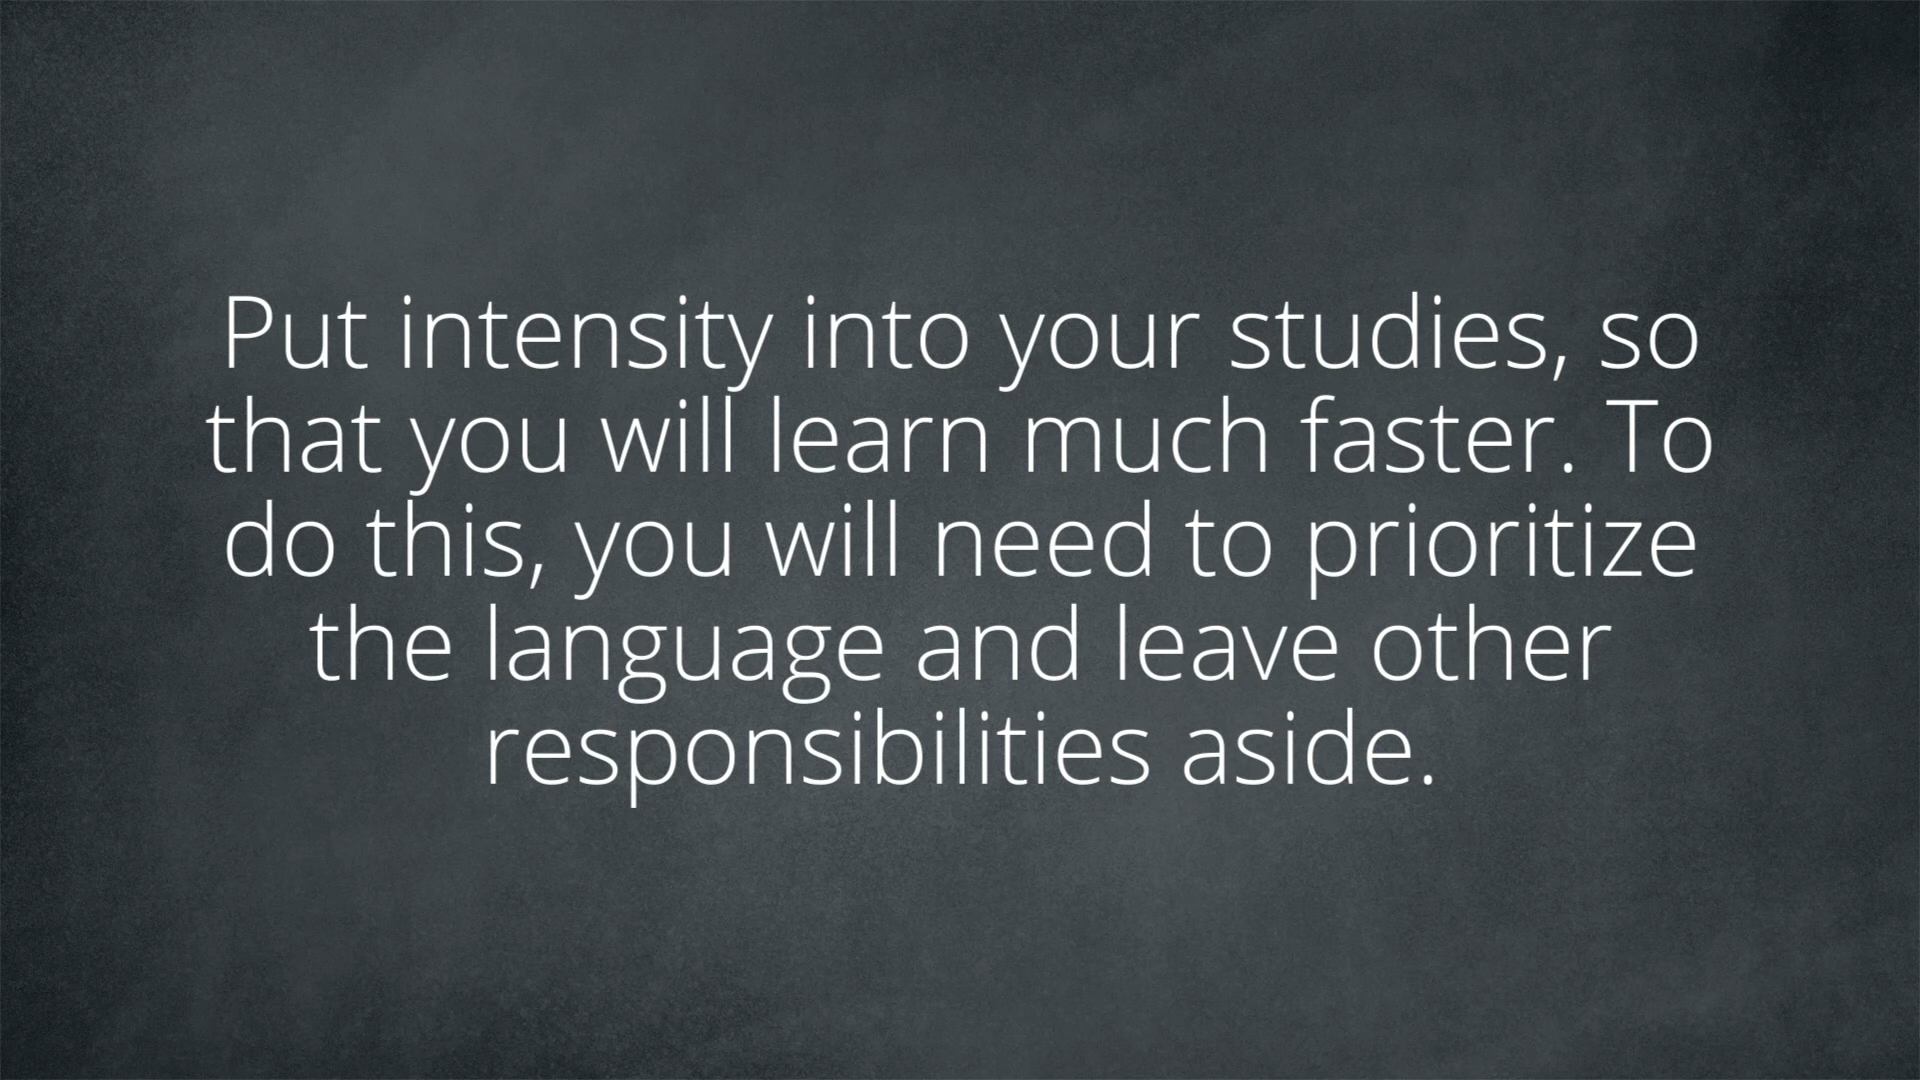 Put intensity into your studies, so
that you will learn much faster. To
do this, you will need to prioritize
the language and leave other
responsibilities aside.